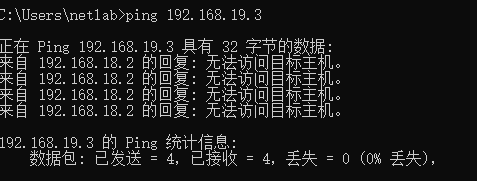 C:\Users\netlab>ping 192.168.19.3
正在 Ping 192.168.19.3 具有 32 字节的数据:
来自 192.168.18.2 的回复: 无法访问目标主机。
来自 192.168.18.2 的回复: 无法访问目标主机。
来自 192.168.18.2 的回复: 无法访问目标主机。
来自 192.168.18.2 的回复: 无法访问目标主机。
192.168.19.3 的 Ping 统计信息:
数据包: 已发送 = 4, 已接收 = 4, 丢失 = 0 (0% 丢失),